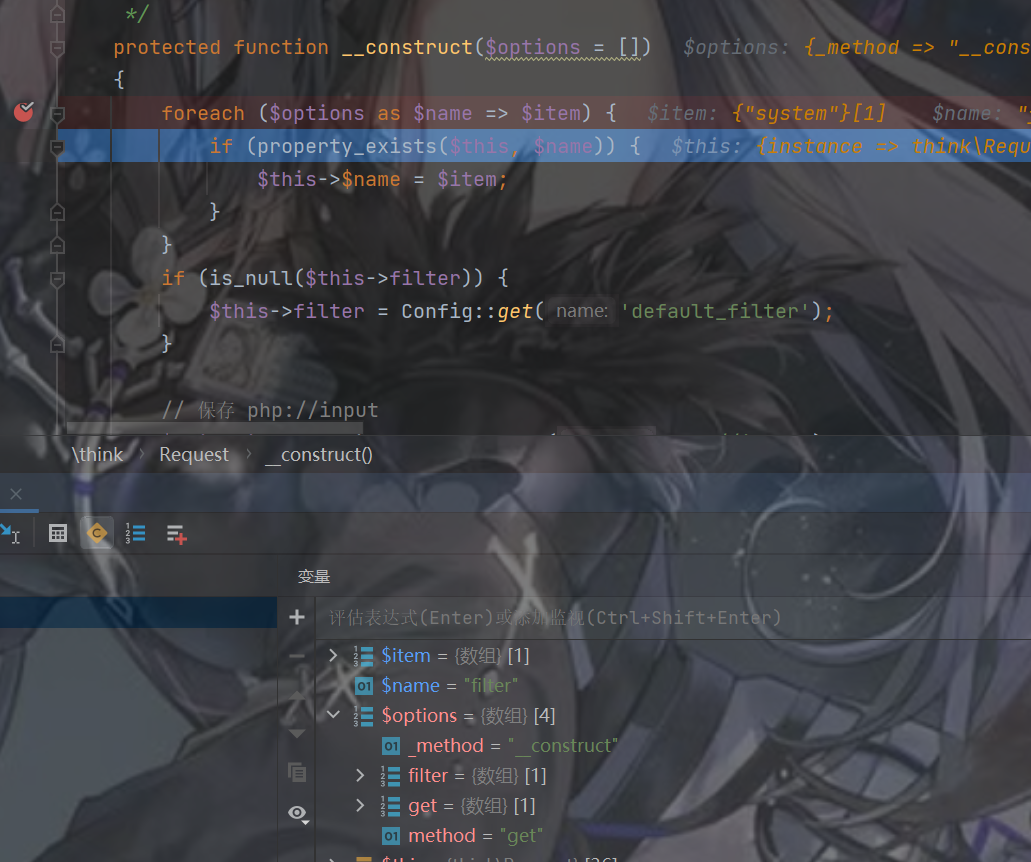 */
protected function __construct($options = []) $options: {_method => "__cons
{
foreach ($options as $name => $item) { $item: {"system"}[1] $name: "
if (property_exists($this, $name)) { $this: {instance => think\Requ
$this->$name = $item;
}
}
if (is_null($this->filter)) {
$this->filter = Config::get( name: 'default_filter');
}
// 保存 php://input
\think > Request > __construct()
变量
评估表达式(Enter)或添加监视(Ctrl+Shift+Enter)
$item = {数组} [1]
$name = "filter"
$options = {数组} [4]
_method = "__construct"
filter = {数组} [1]
get = {数组} [1]
method = "get"